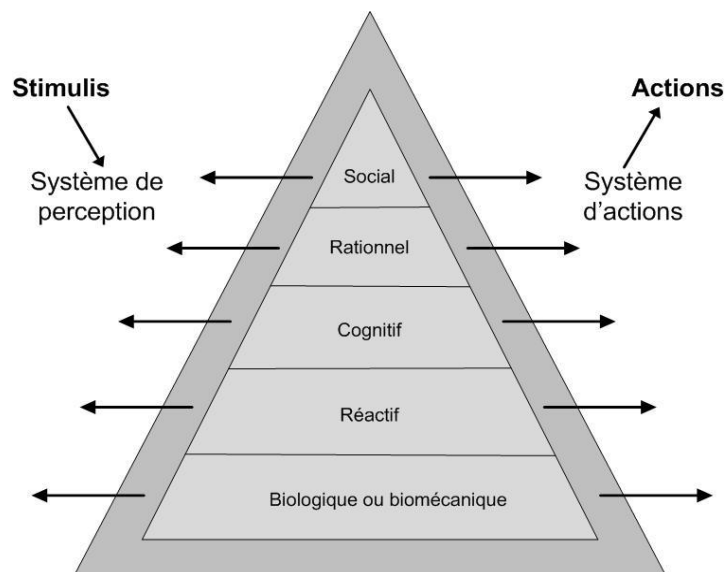 Stimulis
Actions
Système de
perception
Système
d'actions
Social
Rationnel
Cognitif
Réactif
Biologique ou biomécanique